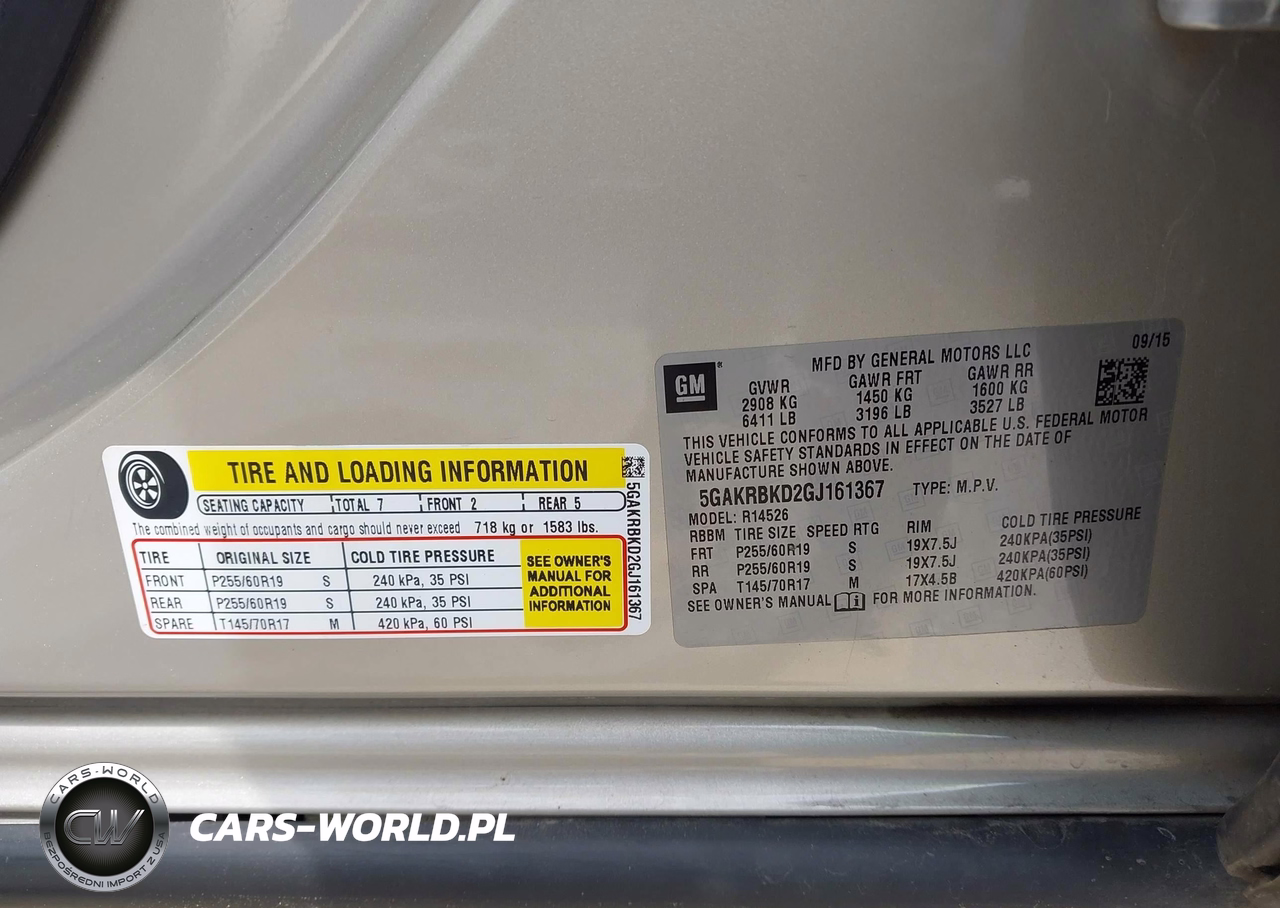 TIRE AND LOADING INFORMATION
SEATING CAPACITY TOTAL 7 FRONT 2 REAR 5
The combined weight of occupants and cargo should never exceed 718 kg or 1583 lbs.
TIRE ORIGINAL SIZE COLD TIRE PRESSURE
FRONT P255/60R19 S 240 kPa, 35 PSI
REAR P255/60R19 S 240 kPa, 35 PSI
SPARE T145/70R17 M 420 kPa, 60 PSI
SEE OWNER'S
MANUAL FOR
ADDITIONAL
INFORMATION
5GAKRBKD2GJ161367
GM
MFD BY GENERAL MOTORS LLC 09/15
GVWR GAWR FRT GAWR RR
2908 KG 1450 KG 1600 KG
6411 LB 3196 LB 3527 LB
THIS VEHICLE CONFORMS TO ALL APPLICABLE U.S. FEDERAL MOTOR
VEHICLE SAFETY STANDARDS IN EFFECT ON THE DATE OF
MANUFACTURE SHOWN ABOVE.
5GAKRBKD2GJ161367 TYPE: M.P.V.
MODEL: R14526
RBBM TIRE SIZE SPEED RTG RIM COLD TIRE PRESSURE
FRT P255/60R19 S 19X7.5J 240KPA(35PSI)
RR P255/60R19 S 19X7.5J 240KPA(35PSI)
SPA T145/70R17 M 17X4.5B 420KPA(60PSI)
SEE OWNER'S MANUAL FOR MORE INFORMATION.
CARS-WORLD
CW
BEZPOŚREDNI IMPORT Z USA
CARS-WORLD.PL